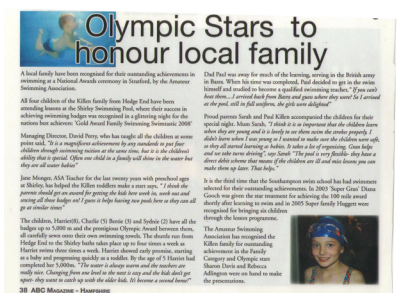 Olympic Stars to
honour local family
A local family have been recognised for their outstanding achievements in
swimming at a National Awards ceremony in Stratford, by the Amateur
Swimming Association.
All four children of the Killen family from Hedge End have been
attending lessons at the Shirley Swimming Pool, where their success in
achieving swimming badges was recognised in a glittering night for the
nations best achievers 'Gold Award Family Swimtastic 2008'
Managing Director, David Perry, who has taught all the children at some
point said, "It is a magnificent achievement by any standards to put four
children through swimming tuition at the same time, but it is the children's
ability that is special. Often one child in a family will shine in the water but
they are all water babies"
Jane Monger, ASA Teacher for the last twenty years with preschool ages
at Shirley, has helped the Killen toddlers make a start says, "I think the
parents should get an award for getting the kids here week in, week out and
sewing all those badges on! I guess it helps having two pools here so they can all
go at similar times"
The children, Harriet(8), Charlie (5) Bertie (3) and Sydnie (2) have all the
badges up to 5,000 m and the prestigious Olympic Award between them,
all carefully sewn onto their own swimming towels. The shuttle run from
Hedge End to the Shirley baths takes place up to four times a week as
Harriet swims three times a week. Harriet showed early promise, starting
as a baby and progressing quickly as a toddler. By the age of 5 Harriet had
completed her 5,000m. "The water is always warm and the teachers are
really nice. Changing from one level to the next is easy and the kids don't get
upset- they want to catch up with the older kids. It's become a second home!"
Dad Paul was away for much of the learning, serving in the British army
in Basra. When his time was completed, Paul decided to get in the swim
himself and studied to become a qualified swimming teacher," If you can't
beat them....I arrived back from Basra and guess where they were? So I arrived
at the pool, still in full uniform, the girls were delighted"
Proud parents Sarah and Paul Killen accompanied the children for their
special night. Mum Sarah, "I think it is so important that the children learn
when they are young and it is lovely to see them swim the strokes properly. I
didn't learn when I was young so I wanted to make sure the children were safe,
so they all started learning as babies. It takes a lot of organising, Gran helps
and we take turns driving", says Sarah "The pool is very flexible- they have a
direct debit scheme that means if the children are ill and miss lessons you can
make them up later. That helps."
It is the third time that the Southampton swim school has had swimmers
selected for their outstanding achievements. In 2003 'Super Gran' Diana
Gooch was given the star treatment for achieving the 100 award
shortly after learning to swim and in 2005 Super family Huggett were
recognised for bringing six children
through the lesson programme.
The Amateur Swimming
Association has recognised the
Killen family for outstanding
achievement in the Family
Category and Olympic stars
Sharon Davis and Rebecca
Adlington were on hand to make
the presentations.
38 ABC MAGAZINE - HAMPSHIRE